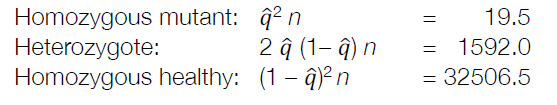 Homozygous mutant: q̂² n = 19.5
Heterozygote: 2 q̂ (1– q̂) n = 1592.0
Homozygous healthy: (1 – q̂)² n = 32506.5